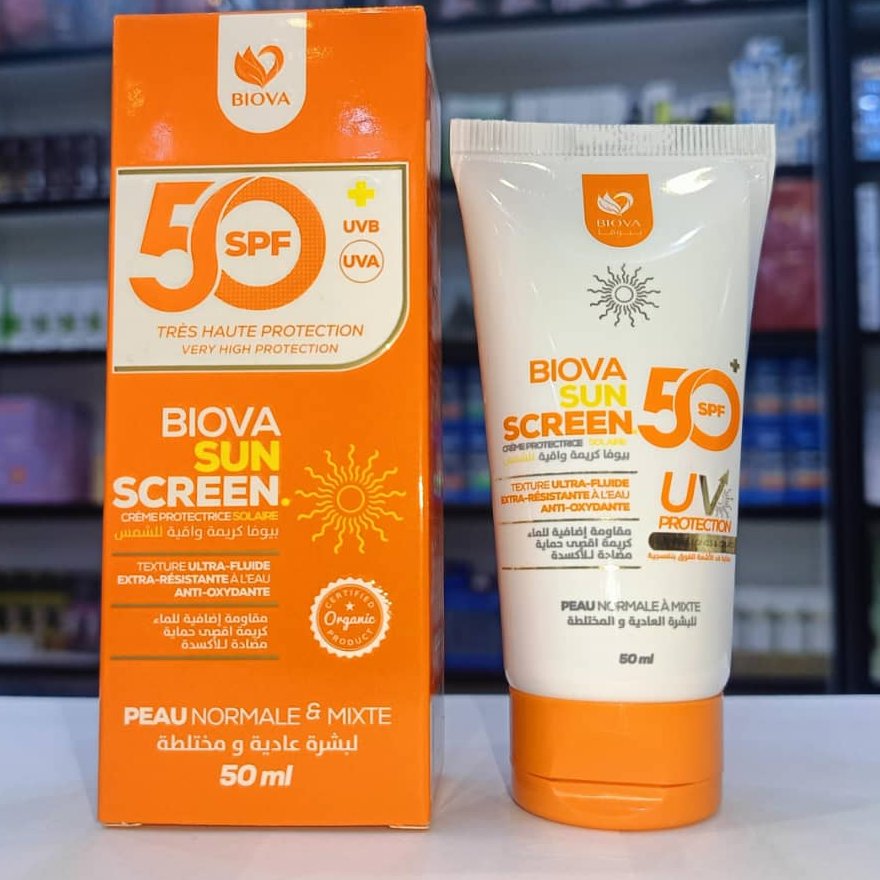 BIOVA
50 SPF
+
UVB
UVA
TRÈS HAUTE PROTECTION
VERY HIGH PROTECTION
BIOVA
SUN
SCREEN.
CRÈME PROTECTRICE SOLAIRE
بيوفا كريمة واقية للشمس
TEXTURE ULTRA-FLUIDE
EXTRA-RÉSISTANTE À L'EAU
ANTI-OXYDANTE
مقاومة إضافية للماء
كريمة اقصى حماية
مضادة للأكسدة
CERTIFIED
Organic
PRODUCT
PEAU NORMALE & MIXTE
لبشرة عادية و مختلطة
50 ml
BIOVA
بيوفا
BIOVA
SUN
SCREEN
50 SPF +
CRÈME PROTECTRICE SOLAIRE
بيوفا كريمة واقية للشمس
TEXTURE ULTRA-FLUIDE
EXTRA-RÉSISTANTE À L'EAU
ANTI-OXYDANTE
مقاومة إضافية للماء
كريمة اقصى حماية
مضادة للأكسدة
UV
PROTECTION
PEAU NORMALE À MIXTE
للبشرة العادية و المختلطة
50 ml